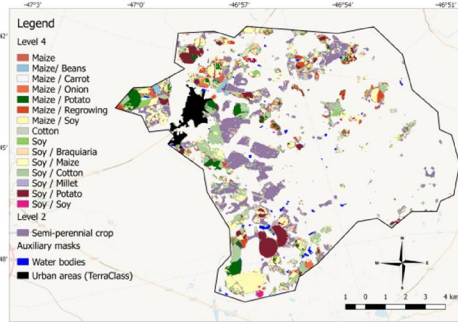 -47°3' -47°0' -46°57' -46°54' -46°51'
Legend
Level 4
Maize
Maize/ Beans
Maize / Carrot
Maize / Onion
Maize / Potato
Maize / Regrowing
Maize / Soy
Cotton
Soy
Soy / Braquiaria
Soy / Maize
Soy / Cotton
Soy / Millet
Soy / Potato
Soy / Soy
Level 2
Semi-perennial crop
Auxiliary masks
Water bodies
Urban areas (TerraClass)
N
W E
S
1 0 1 2 3 4 km